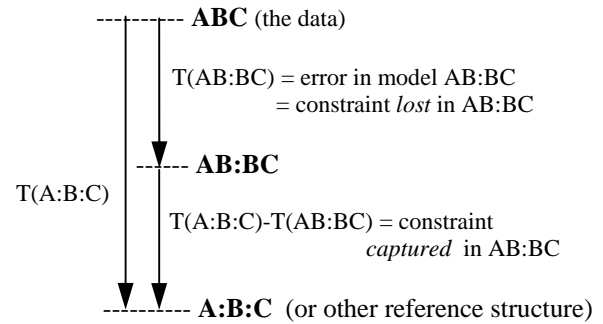 ABC (the data)
T(AB:BC) = error in model AB:BC
= constraint lost in AB:BC
AB:BC
T(A:B:C)
T(A:B:C)-T(AB:BC) = constraint
captured in AB:BC
A:B:C (or other reference structure)